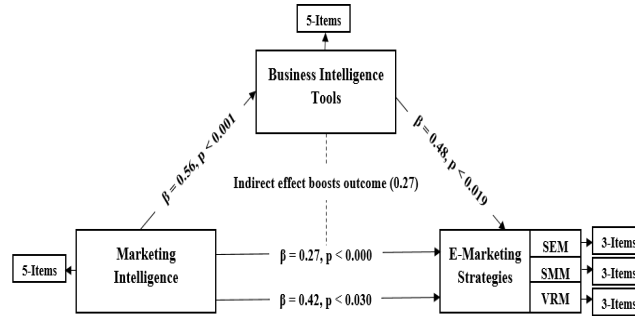 5-Items
Business Intelligence
Tools
β = 0.56, p < 0.001
β = 0.48, p < 0.019
Indirect effect boosts outcome (0.27)
5-Items
Marketing
Intelligence
β = 0.27, p < 0.000
β = 0.42, p < 0.030
E-Marketing
Strategies
SEM
SMM
VRM
3-Items
3-Items
3-Items